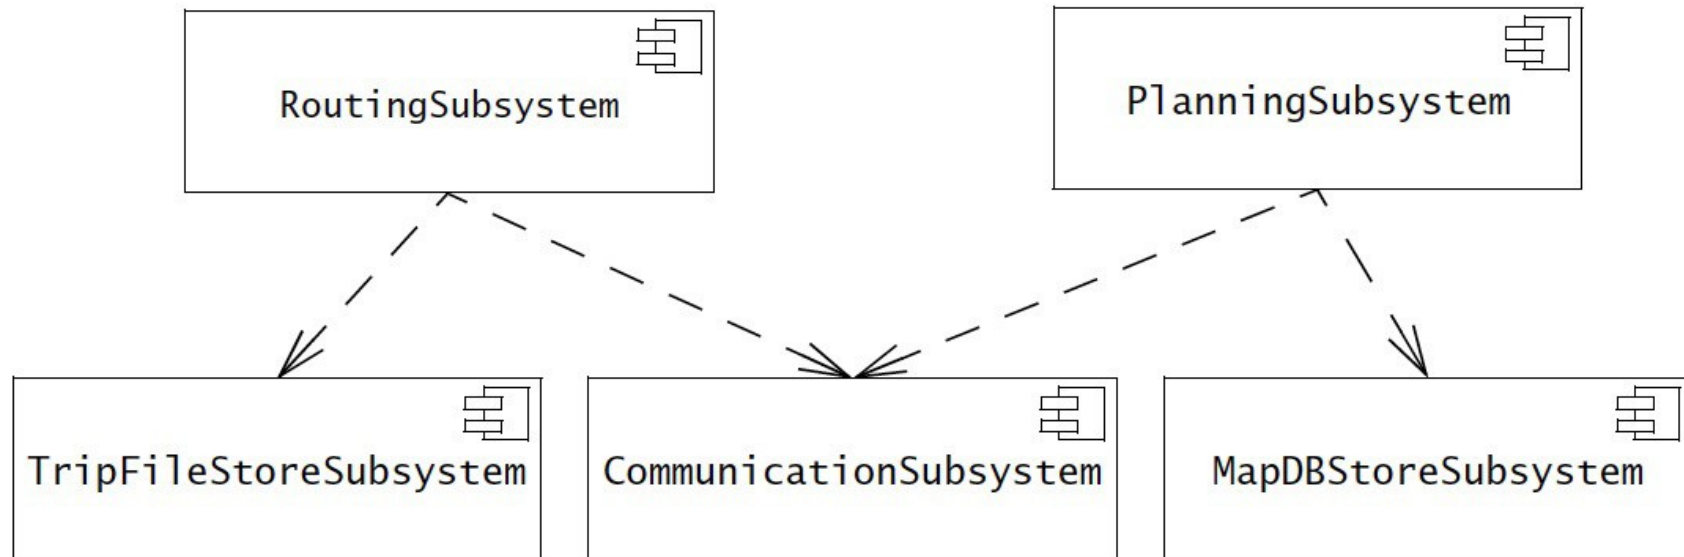 RoutingSubsystem
PlanningSubsystem
TripFileStoreSubsystem
CommunicationSubsystem
MapDBStoreSubsystem